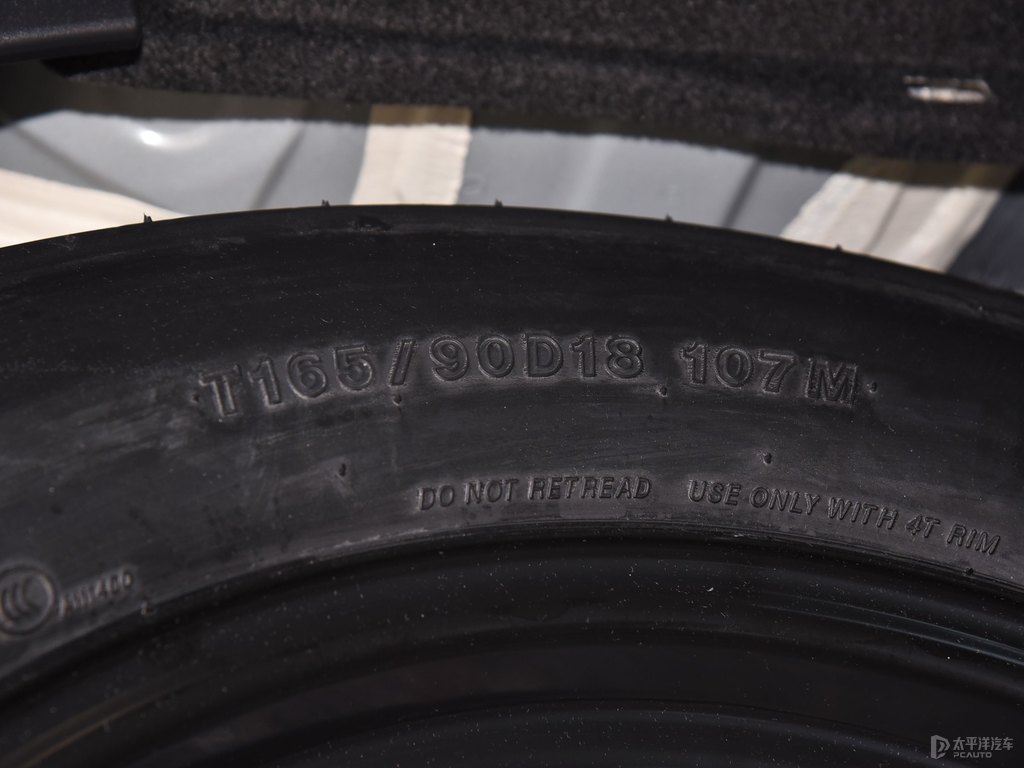 T165/90D18 107M
DO NOT RETREAD USE ONLY WITH 4T RIM
太平洋汽车
PCAUTO